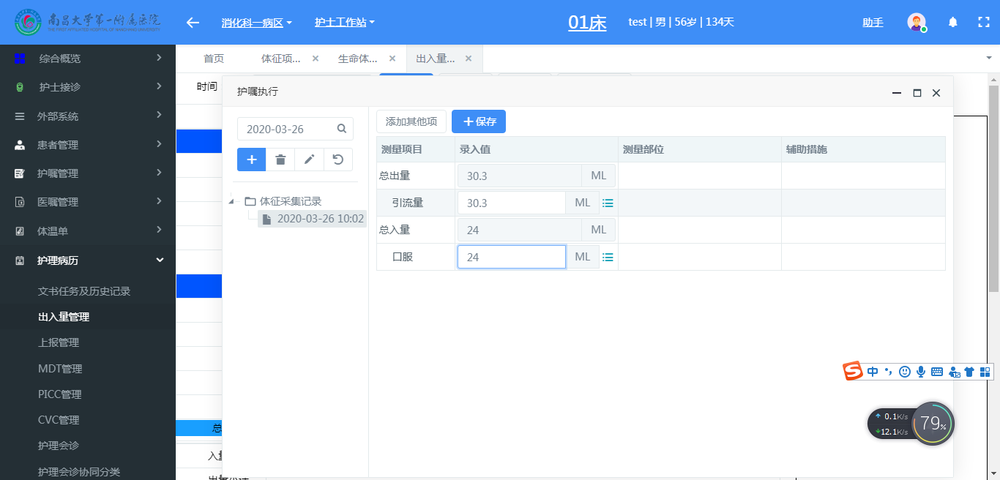 南昌大学第一附属医院
THE FIRST AFFILIATED HOSPITAL OF NANCHANG UNIVERSITY
消化科一病区
护士工作站
01床
test | 男 | 56岁 | 134天
助手
综合概览
护士接诊
外部系统
患者管理
护嘱管理
医嘱管理
体温单
护理病历
文书任务及历史记录
出入量管理
上报管理
MDT管理
PICC管理
CVC管理
护理会诊
护理会诊协同分类
首页
体征项...
生命体...
出入量...
时间
护嘱执行
2020-03-26
体征采集记录
2020-03-26 10:02
添加其他项
保存
测量项目 录入值 测量部位 辅助措施
总出量 30.3 ML
引流量 30.3 ML
总入量 24 ML
口服 24 ML
总
入量
中
0.1K/s
12.1K/s
79%